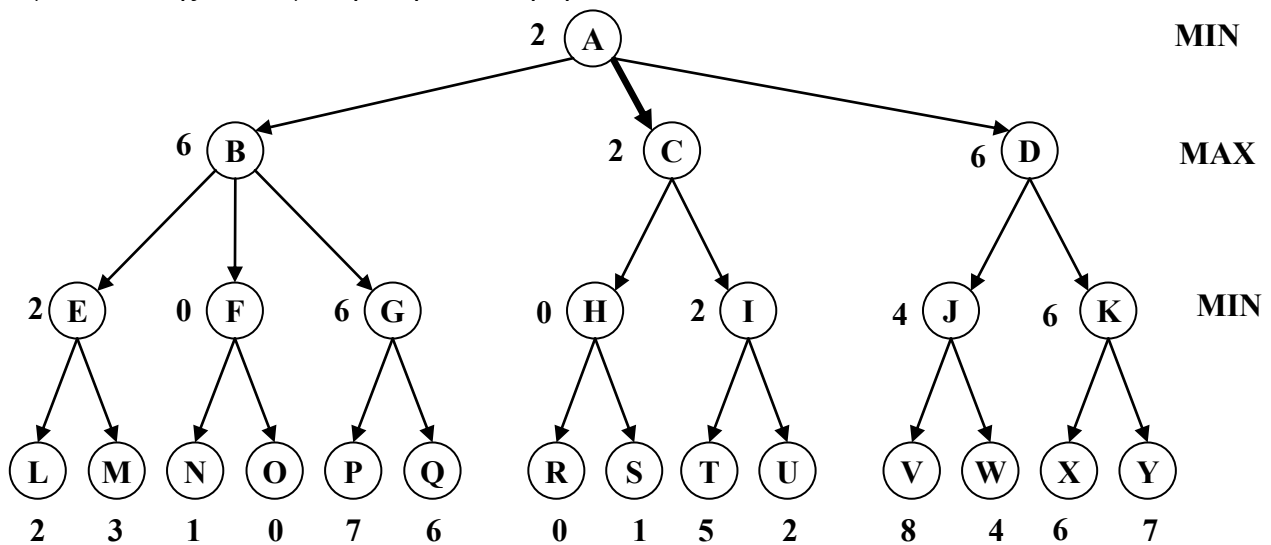 2 A MIN
6 B 2 C 6 D MAX
2 E 0 F 6 G 0 H 2 I 4 J 6 K MIN
L M N O P Q R S T U V W X Y
2 3 1 0 7 6 0 1 5 2 8 4 6 7